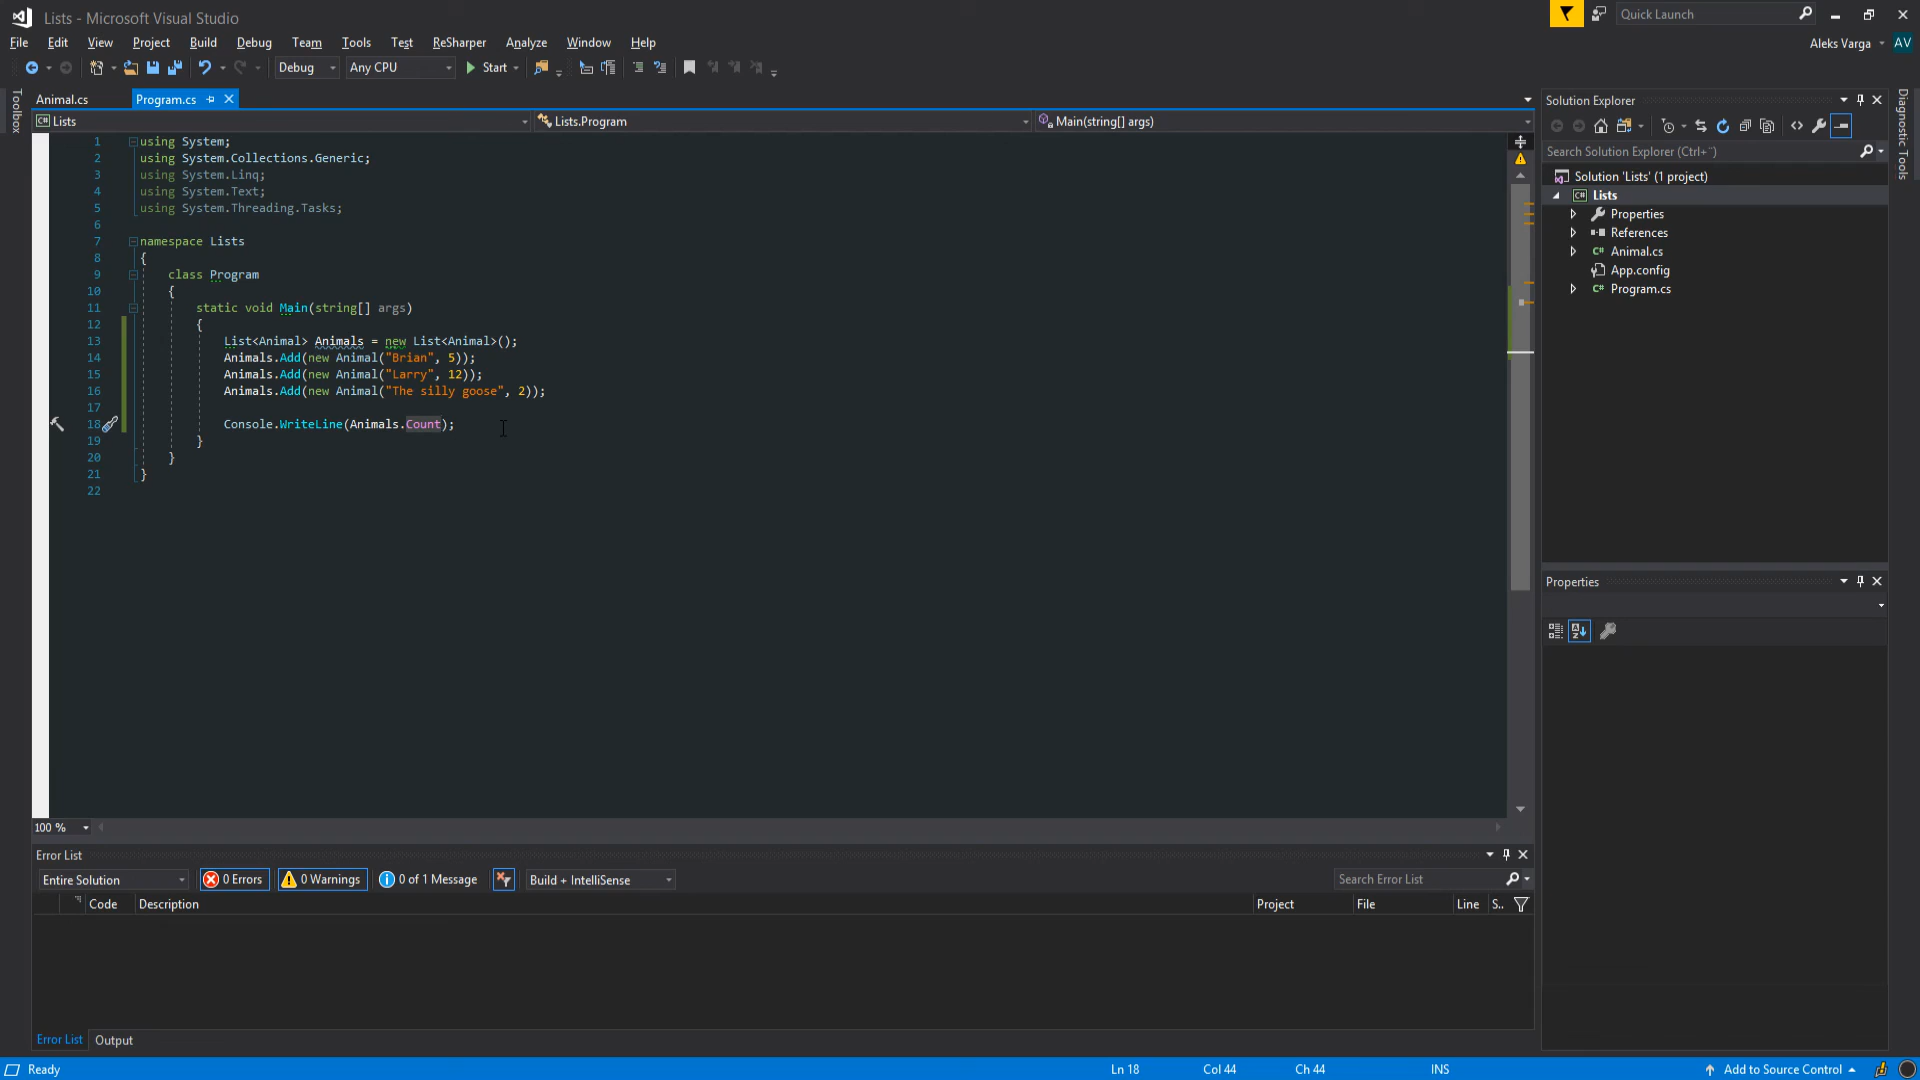 Lists - Microsoft Visual Studio
Quick Launch
File Edit View Project Build Debug Team Tools Test ReSharper Analyze Window Help
Aleks Varga AV
Debug Any CPU Start
Toolbox
Animal.cs Program.cs
Lists Lists.Program Main(string[] args)
1 using System;
2 using System.Collections.Generic;
3 using System.Linq;
4 using System.Text;
5 using System.Threading.Tasks;
6
7 namespace Lists
8 {
9 class Program
10 {
11 static void Main(string[] args)
12 {
13 List<Animal> Animals = new List<Animal>();
14 Animals.Add(new Animal("Brian", 5));
15 Animals.Add(new Animal("Larry", 12));
16 Animals.Add(new Animal("The silly goose", 2));
17
18 Console.WriteLine(Animals.Count);
19 }
20 }
21 }
22
100 %
Solution Explorer
Search Solution Explorer (Ctrl+¨)
Solution 'Lists' (1 project)
C# Lists
Properties
References
C# Animal.cs
App.config
C# Program.cs
Diagnostic Tools
Properties
Error List
Entire Solution 0 Errors 0 Warnings 0 of 1 Message Build + IntelliSense Search Error List
Code Description Project File Line S..
Error List Output
Ready Ln 18 Col 44 Ch 44 INS Add to Source Control